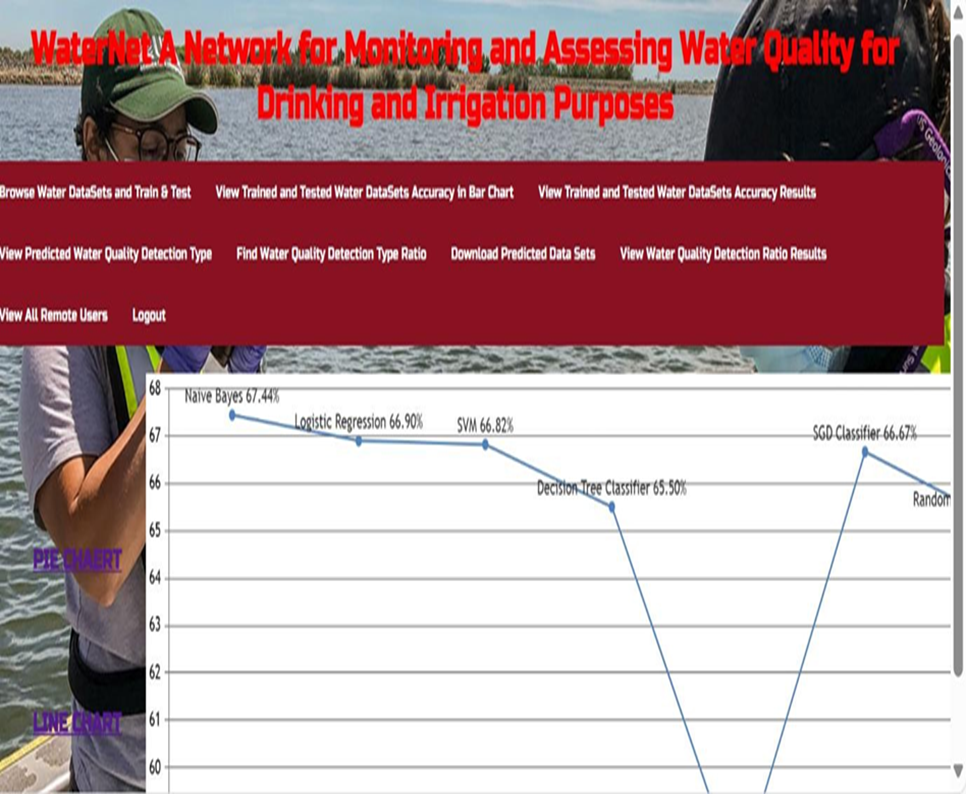 WaterNet A Network for Monitoring and Assessing Water Quality for
Drinking and Irrigation Purposes
US Geolo
Browse Water DataSets and Train & Test View Trained and Tested Water DataSets Accuracy in Bar Chart View Trained and Tested Water DataSets Accuracy Results
View Predicted Water Quality Detection Type Find Water Quality Detection Type Ratio Download Predicted Data Sets View Water Quality Detection Ratio Results
View All Remote Users Logout
68
Naive Bayes 67.44%
Logistic Regression 66.90%
SVM 66.82%
SGD Classifier 66.67%
67
66
Decision Tree Classifier 65.50%
Random
65
PIE CHAERT
64
63
62
LINE CHART
61
60